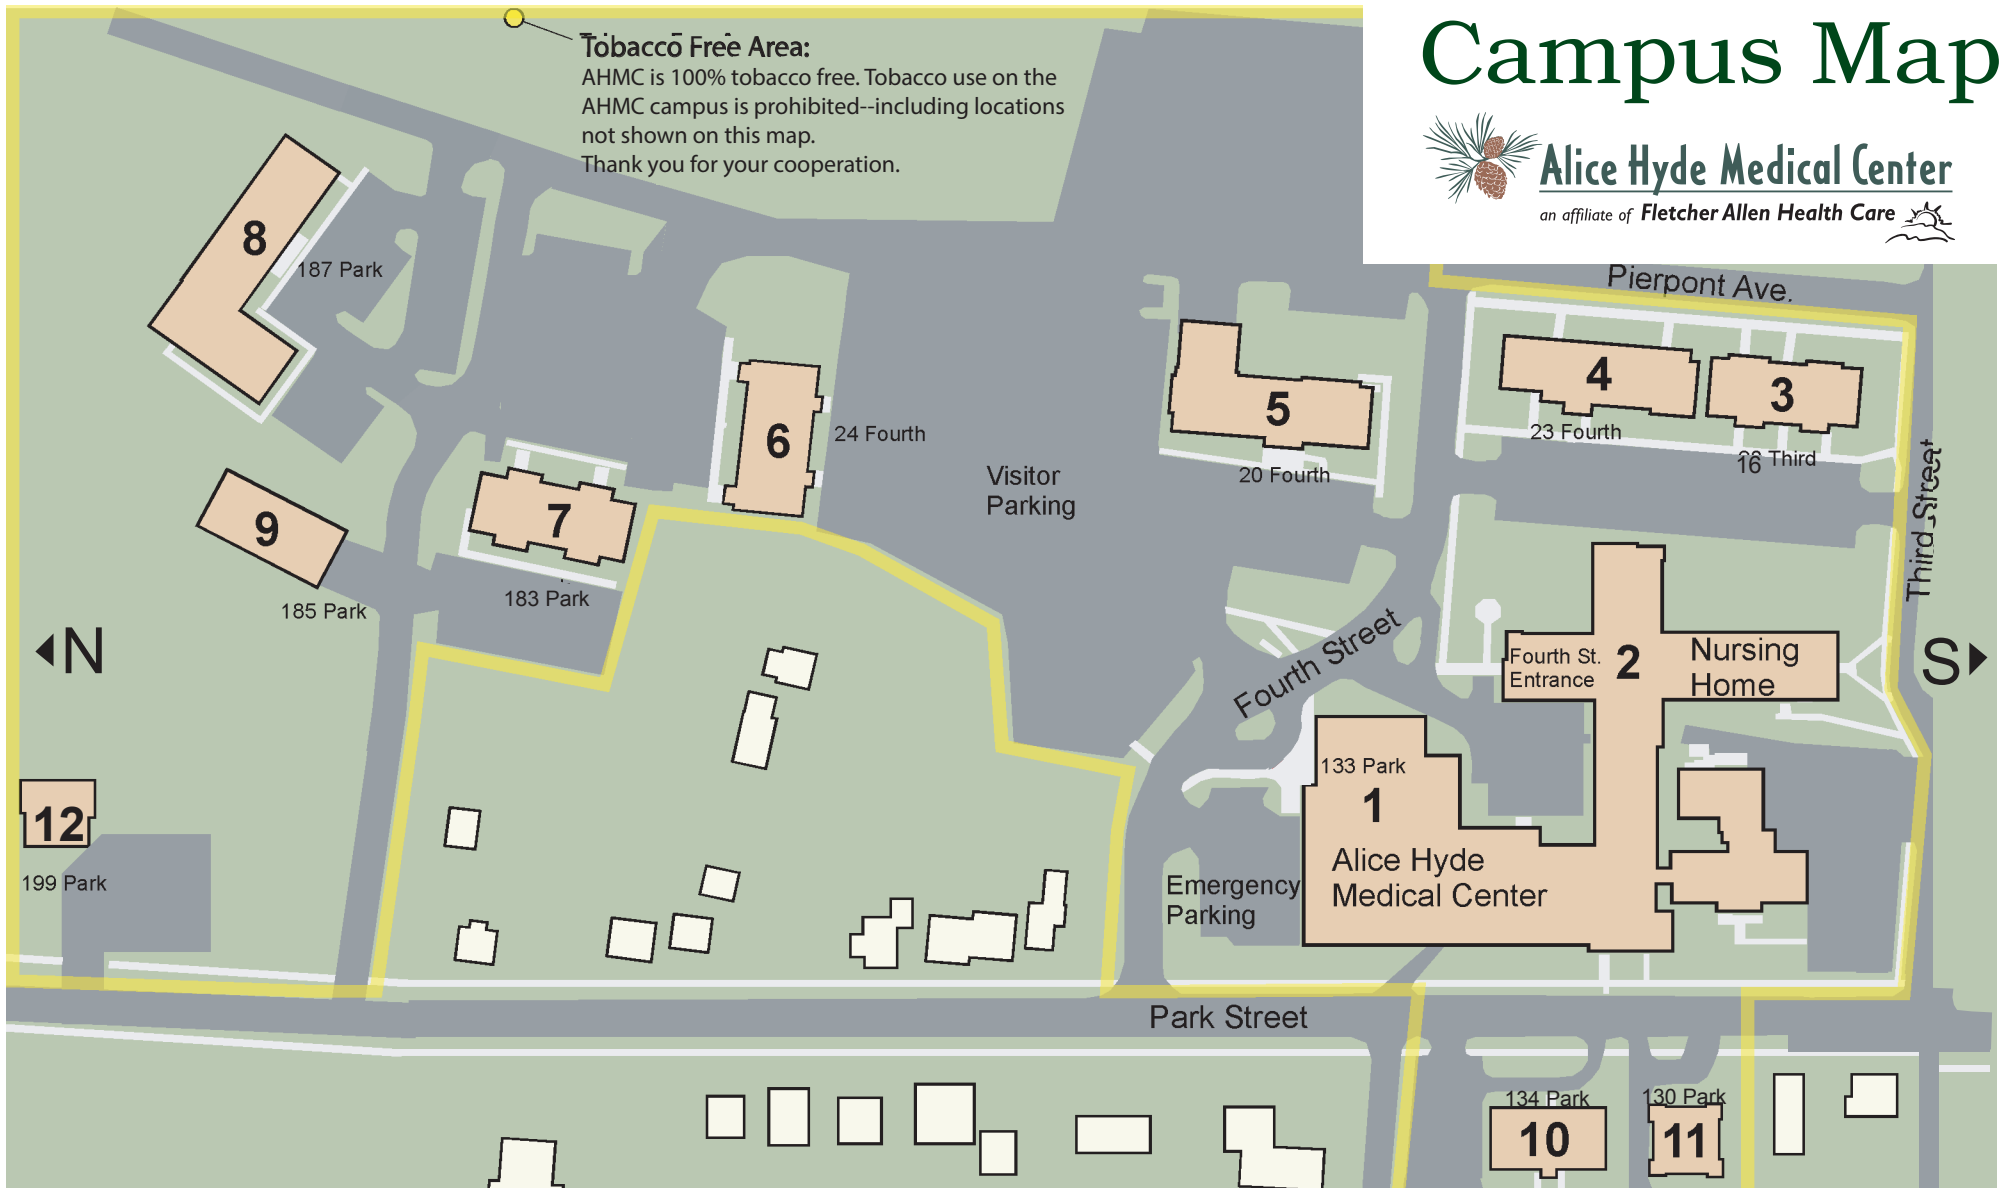 Campus Map
Alice Hyde Medical Center
an affiliate of Fletcher Allen Health Care
Tobacco Free Area:
AHMC is 100% tobacco free. Tobacco use on the
AHMC campus is prohibited--including locations
not shown on this map.
Thank you for your cooperation.
Pierpont Ave.
8
187 Park
6
24 Fourth
5
20 Fourth
4
23 Fourth
3
16 Third
Third Street
Visitor
Parking
9
185 Park
7
183 Park
N
S
Fourth Street
Fourth St.
Entrance
2
Nursing
Home
133 Park
1
Alice Hyde
Medical Center
Emergency
Parking
12
199 Park
Park Street
134 Park
10
130 Park
11